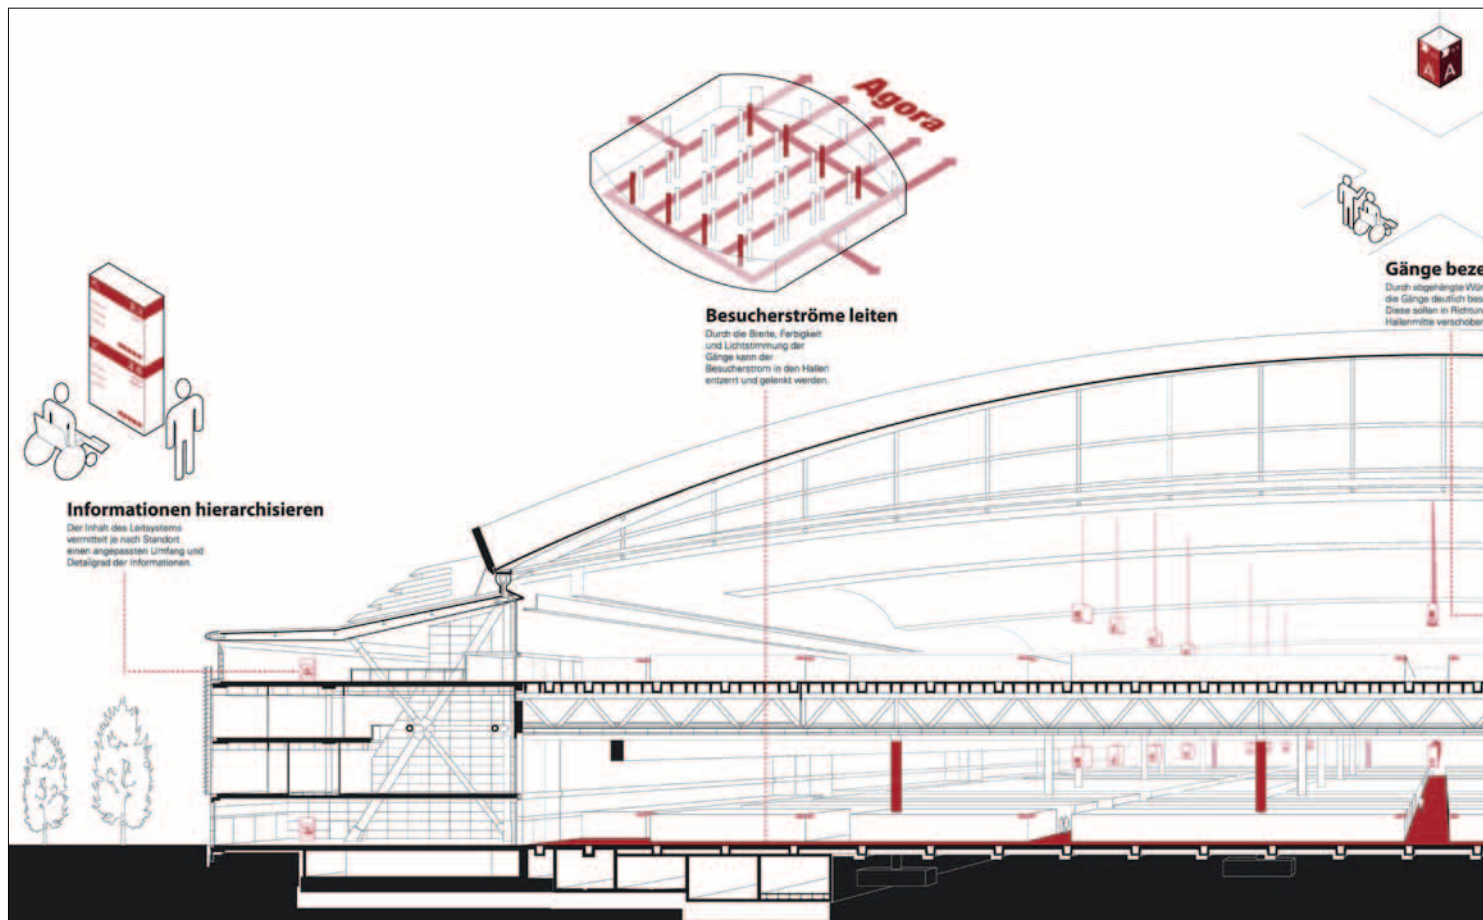 Agora
A A
Besucherströme leiten
Durch die Breite, Farbigkeit
und Lichtstimmung der
Gänge kann der
Besucherstrom in den Hallen
entzerrt und gelenkt werden.
Gänge beze
Durch abgehängte Wür
die Gänge deutlich bes
Diese sollen in Richtun
Hallenmitte verschober
Informationen hierarchisieren
Der Inhalt des Leitsystems
vermittelt je nach Standort
einen angepassten Umfang und
Detailgrad der Informationen.